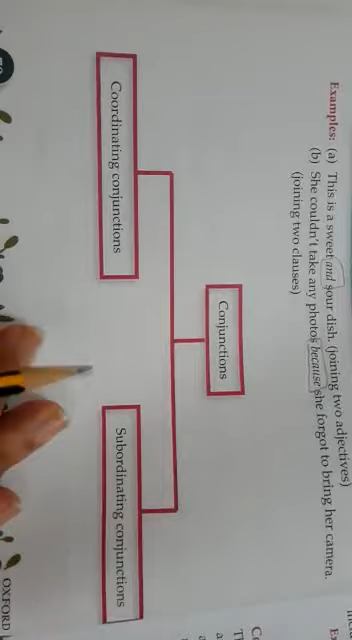 Examples: (a) This is a sweet and sour dish. (joining two adjectives)
(b) She couldn't take any photos because she forgot to bring her camera.
(joining two clauses)
Conjunctions
Coordinating conjunctions
Subordinating conjunctions
OXFORD